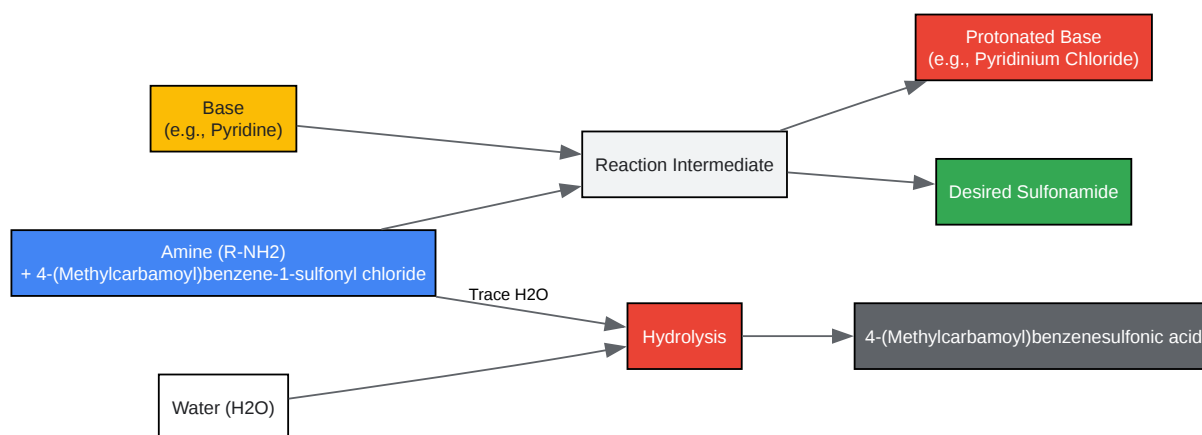 Protonated Base
(e.g., Pyridinium Chloride)
Base
(e.g., Pyridine)
Reaction Intermediate
Desired Sulfonamide
Amine (R-NH2)
+ 4-(Methylcarbamoyl)benzene-1-sulfonyl chloride
Trace H2O
Hydrolysis
4-(Methylcarbamoyl)benzenesulfonic acid
Water (H2O)